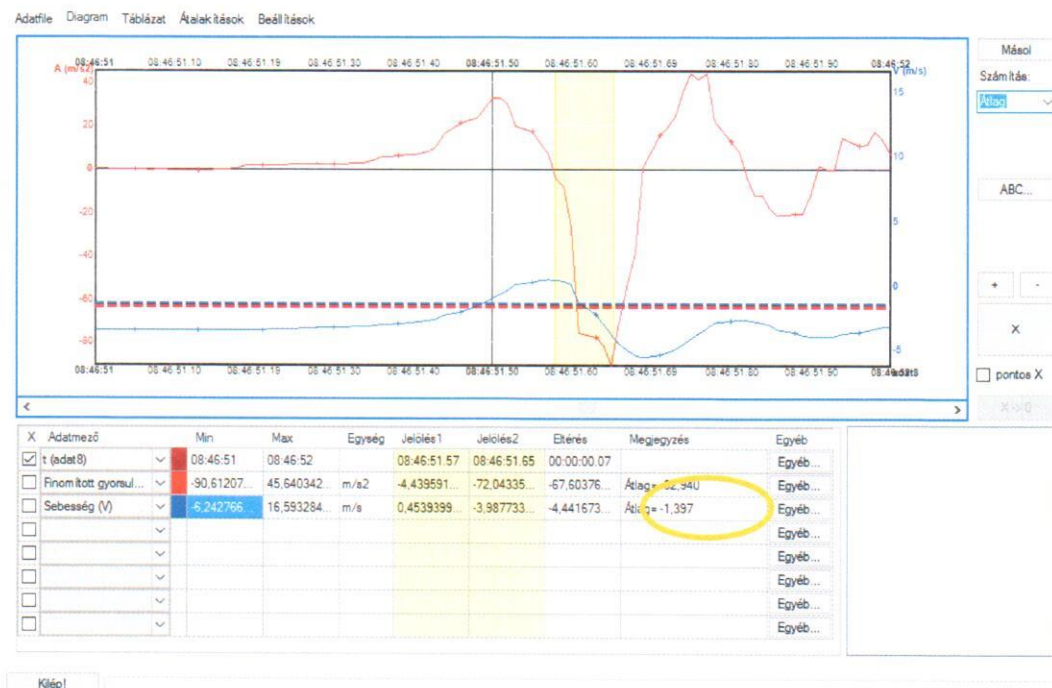 Adatfile Diagram Táblázat Átalakítások Beállítások
Másol
08:46:51 08:46:51.10 08:46:51.19 08:46:51.30 08:46:51.40 08:46:51.50 08:46:51.60 08:46:51.69 08:46:51.80 08:46:51.90 08:46:52
A (m/s2) V (m/s)
Számítás:
40
15
Átlag
20
10
0
ABC...
-20
5
-40
0
-60
+ -
-80
X
-5
08:46:51 08:46:51.10 08:46:51.19 08:46:51.30 08:46:51.40 08:46:51.50 08:46:51.60 08:46:51.69 08:46:51.80 08:46:51.90
pontos X
X->0
< >
X Adatmező Min Max Egység Jelölés1 Jelölés2 Eltérés Megjegyzés Egyéb
t (adat8) 08:46:51 08:46:52 08:46:51.57 08:46:51.65 00:00:00.07 Egyéb...
Finomított gyorsul... -90,61207... 45,640342... m/s2 -4,439591... -72,04335... -67,60376... Egyéb...
Sebesség (V) -6,242766... 16,593284... m/s 0,4539399... -3,987733... -4,441673... Átlag= -1,397 Egyéb...
Egyéb...
Egyéb...
Egyéb...
Egyéb...
Egyéb...
Kilép!